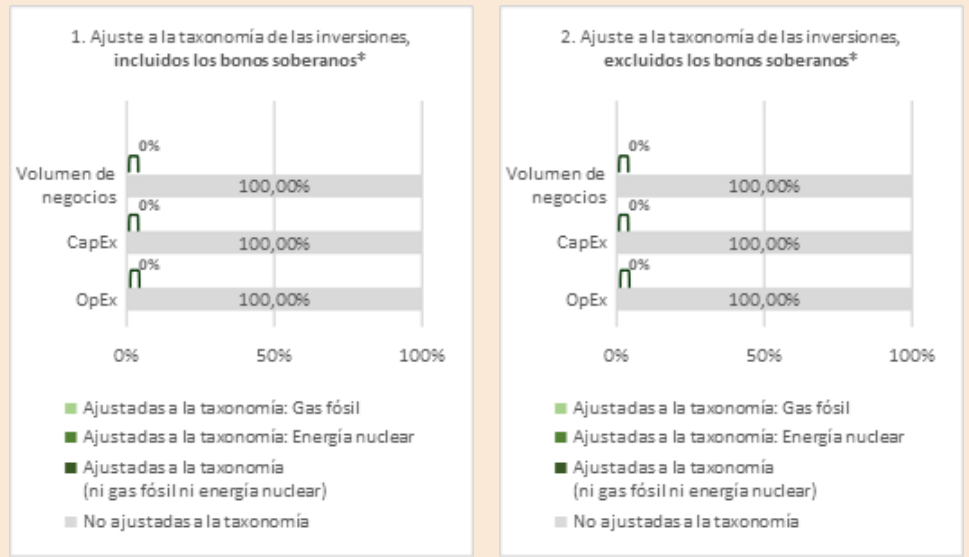 1. Ajuste a la taxonomía de las inversiones,
incluidos los bonos soberanos*
0%
Volumen de
negocios
100,00%
0%
CapEx
100,00%
0%
OpEx
100,00%
0%
50%
100%
Ajustadas a la taxonomía: Gas fósil
Ajustadas a la taxonomía: Energía nuclear
Ajustadas a la taxonomía
(ni gas fósil ni energía nuclear)
No ajustadas a la taxonomía
2. Ajuste a la taxonomía de las inversiones,
excluidos los bonos soberanos*
0%
Volumen de
negocios
100,00%
0%
CapEx
100,00%
0%
OpEx
100,00%
0%
50%
100%
Ajustadas a la taxonomía: Gas fósil
Ajustadas a la taxonomía: Energía nuclear
Ajustadas a la taxonomía
(ni gas fósil ni energía nuclear)
No ajustadas a la taxonomía